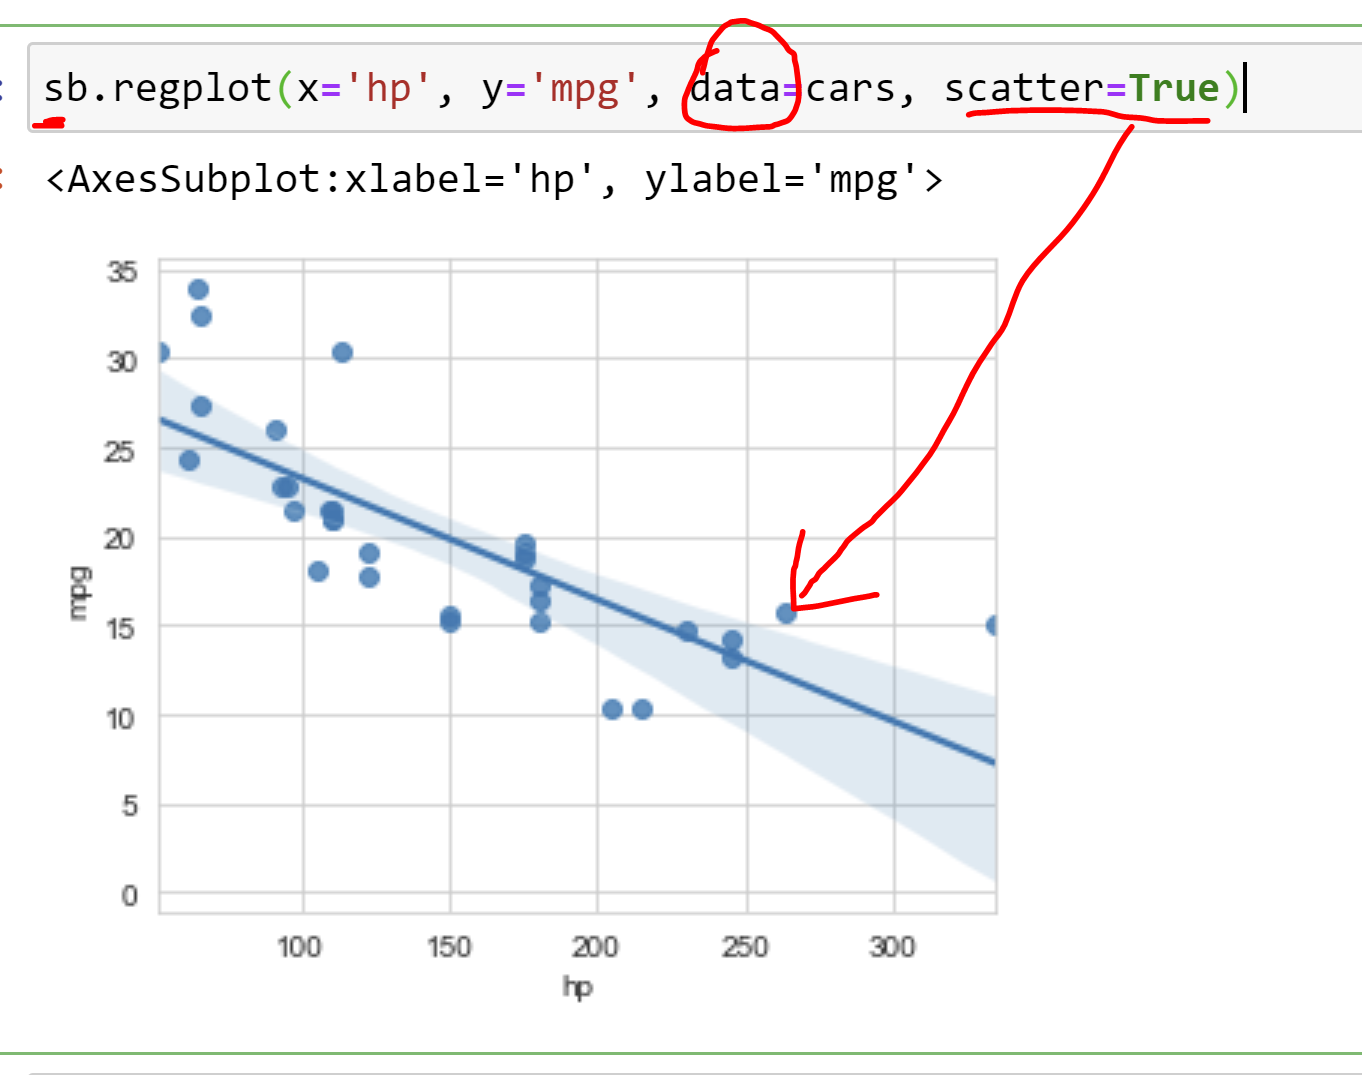 : sb.regplot(x='hp', y='mpg', data=cars, scatter=True)
: <AxesSubplot:xlabel='hp', ylabel='mpg'>
35
30
25
20
15
10
5
0
mpg
100 150 200 250 300
hp